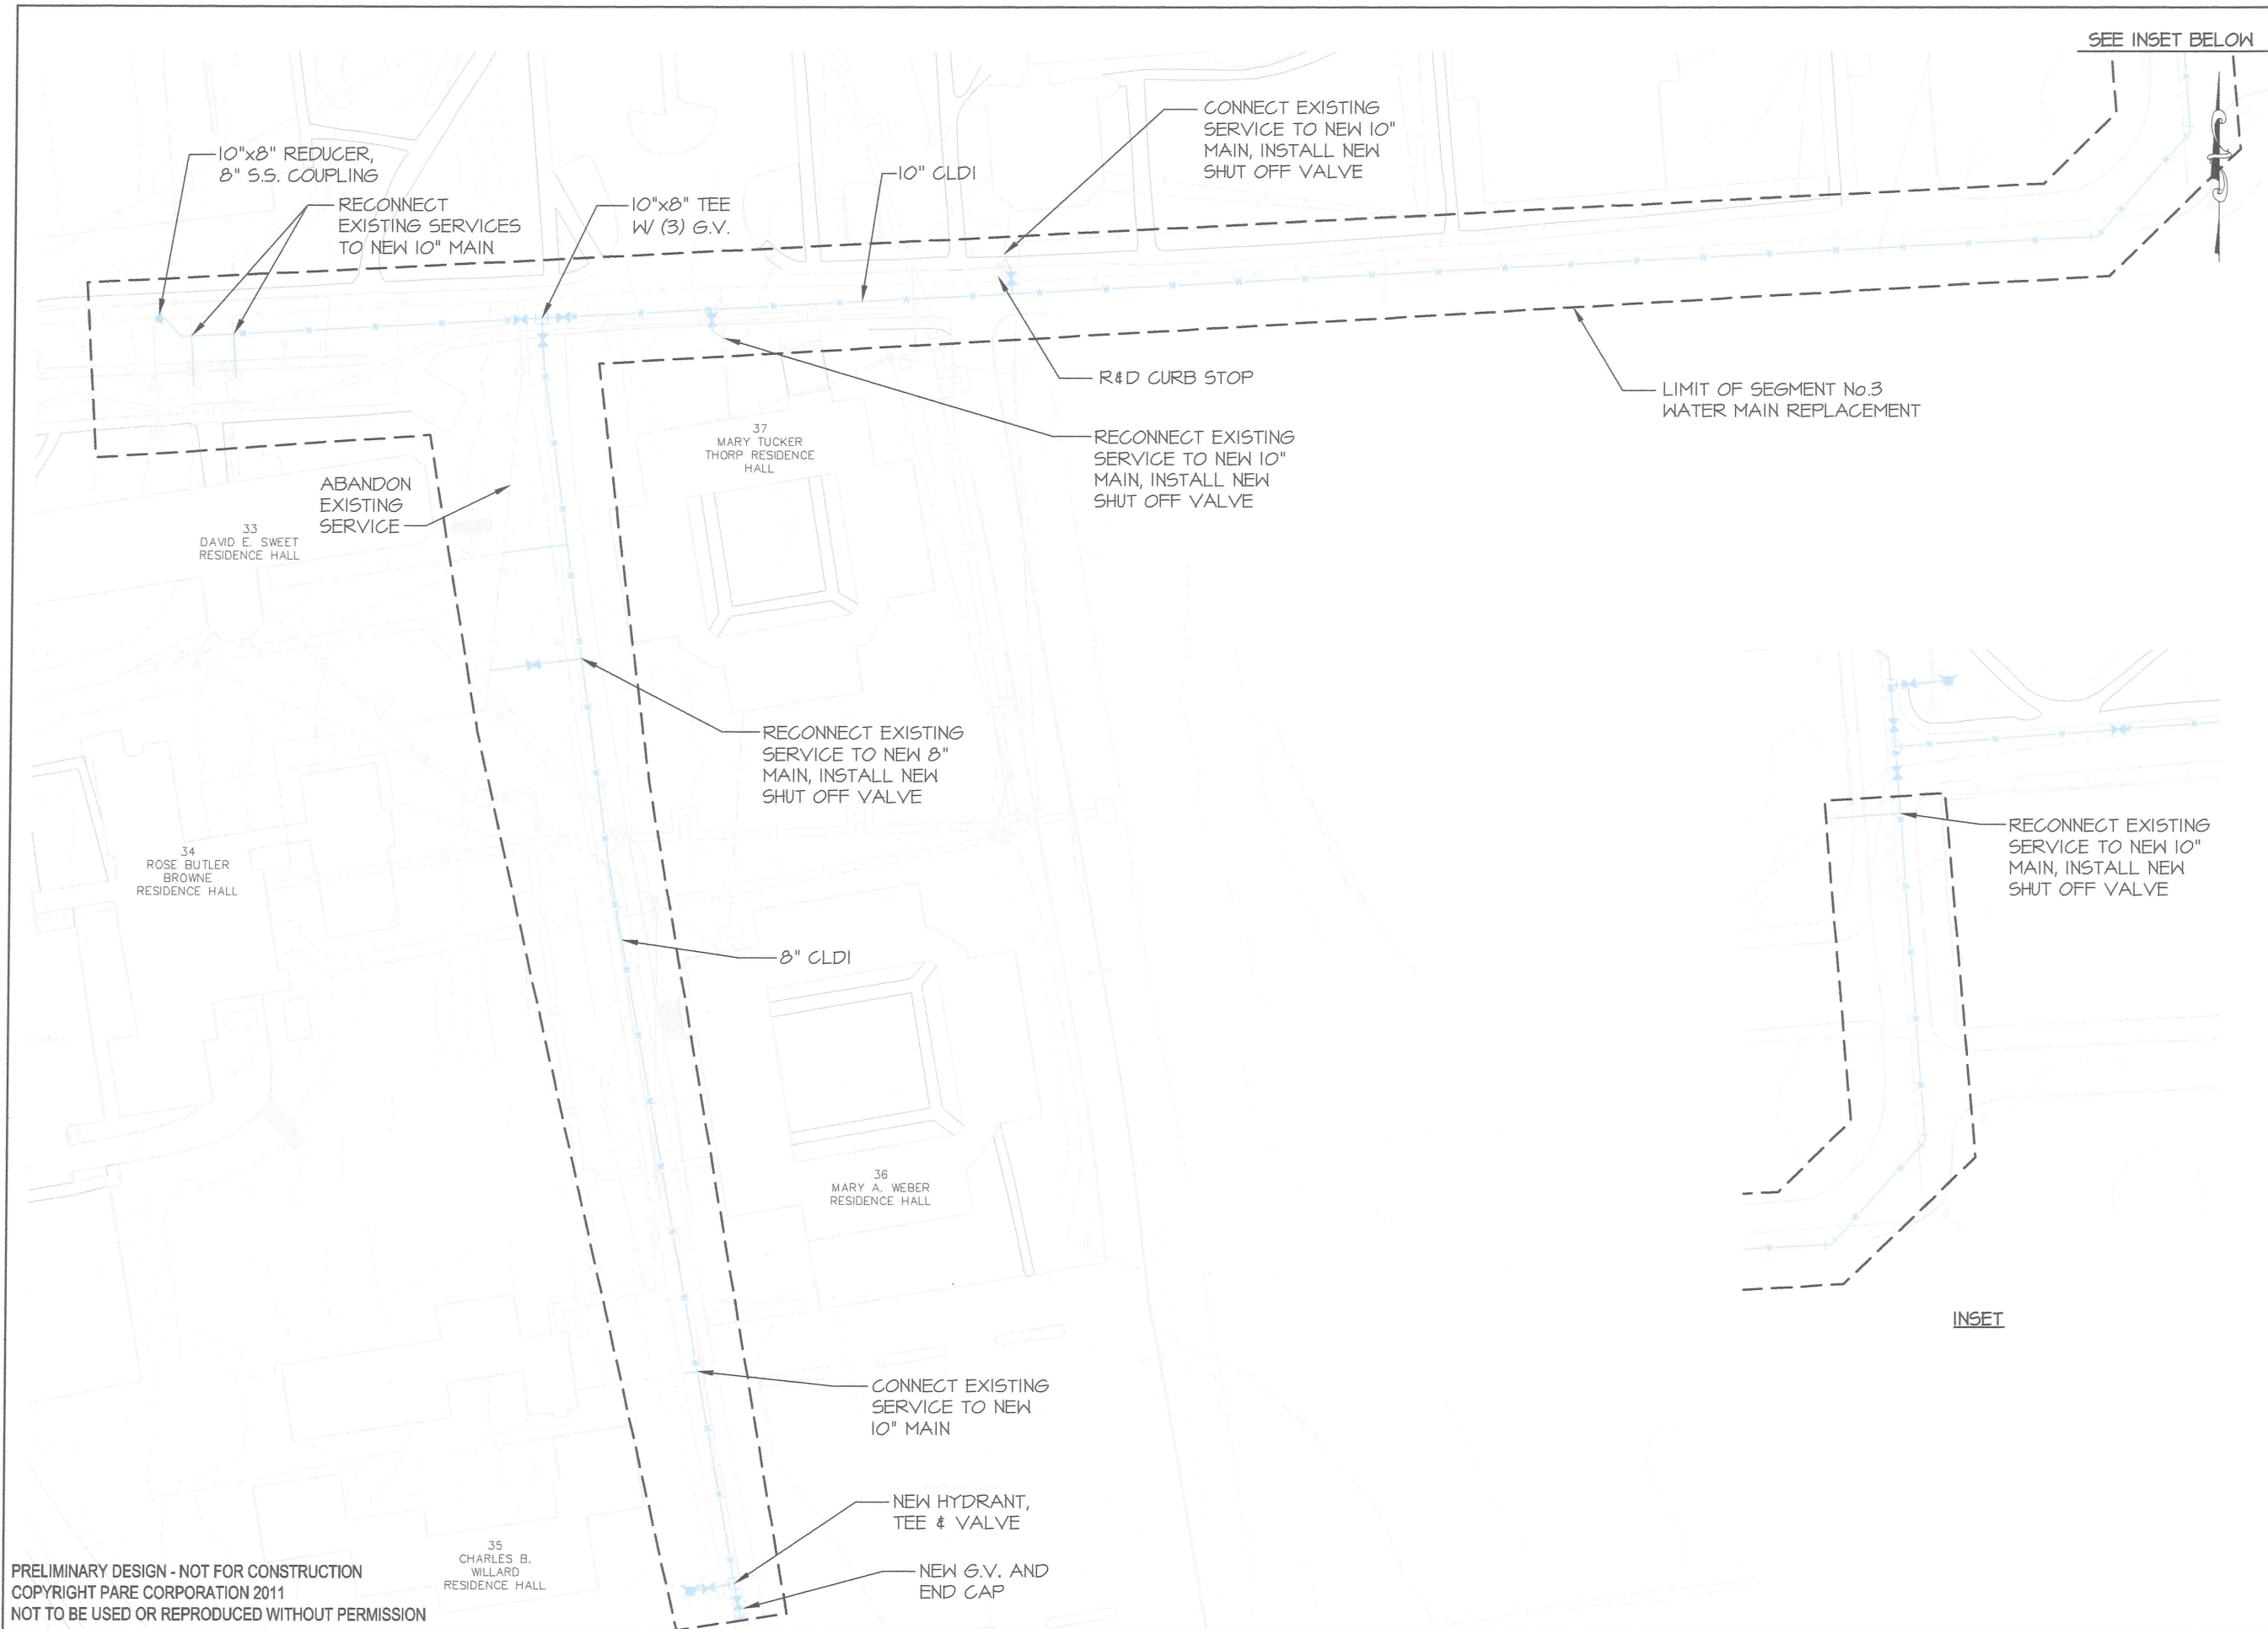 SEE INSET BELOW
CONNECT EXISTING
SERVICE TO NEW 10"
MAIN, INSTALL NEW
SHUT OFF VALVE
10"x8" REDUCER,
8" S.S. COUPLING
RECONNECT
EXISTING SERVICES
TO NEW 10" MAIN
10"x8" TEE
W/ (3) G.V.
10" CLDI
R&D CURB STOP
LIMIT OF SEGMENT No.3
WATER MAIN REPLACEMENT
RECONNECT EXISTING
SERVICE TO NEW 10"
MAIN, INSTALL NEW
SHUT OFF VALVE
37
MARY TUCKER
THORP RESIDENCE
HALL
ABANDON
EXISTING
SERVICE
33
DAVID E. SWEET
RESIDENCE HALL
RECONNECT EXISTING
SERVICE TO NEW 8"
MAIN, INSTALL NEW
SHUT OFF VALVE
34
ROSE BUTLER
BROWNE
RESIDENCE HALL
RECONNECT EXISTING
SERVICE TO NEW 10"
MAIN, INSTALL NEW
SHUT OFF VALVE
8" CLDI
36
MARY A. WEBER
RESIDENCE HALL
INSET
CONNECT EXISTING
SERVICE TO NEW
10" MAIN
NEW HYDRANT,
TEE & VALVE
35
CHARLES B.
WILLARD
RESIDENCE HALL
NEW G.V. AND
END CAP
PRELIMINARY DESIGN - NOT FOR CONSTRUCTION
COPYRIGHT PARE CORPORATION 2011
NOT TO BE USED OR REPRODUCED WITHOUT PERMISSION